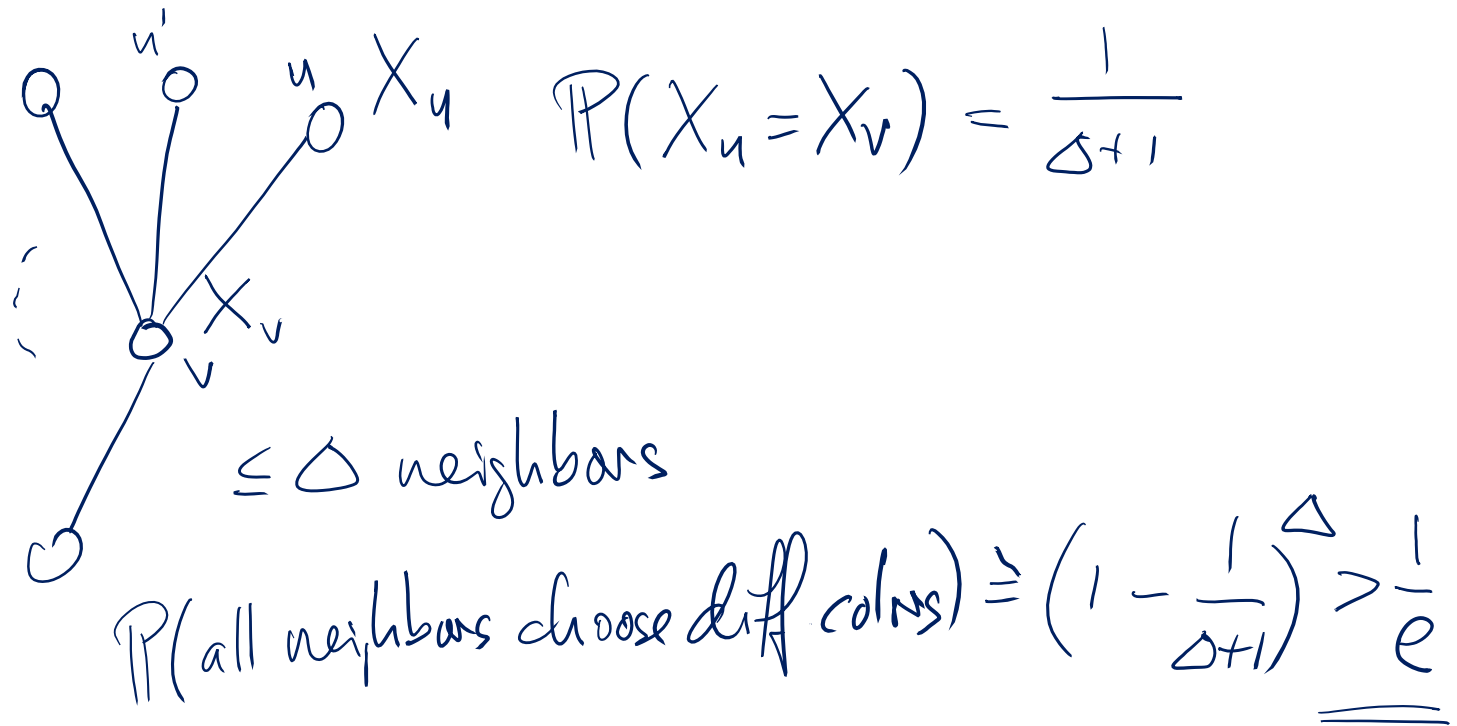 u'
u X_u P(X_u = X_v) = 1/(Δ+1)
X_v
v
≤ Δ neighbors
P(all neighbors choose diff colors) ≥ (1 - 1/(Δ+1))^Δ > 1/e